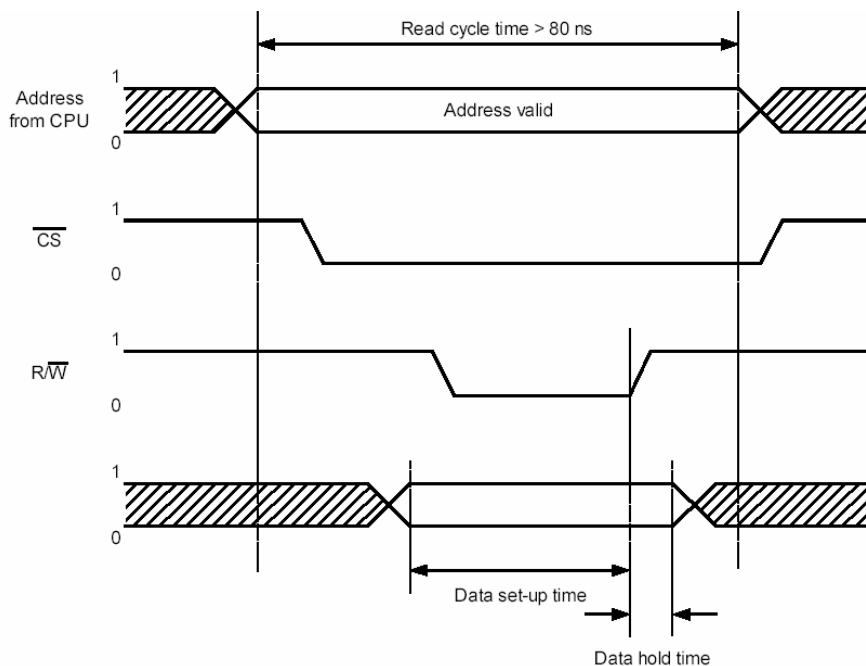 Read cycle time > 80 ns
1
Address
from CPU
Address valid
0
1
C̅S̅
0
1
R/W̅
0
1
0
Data set-up time
Data hold time